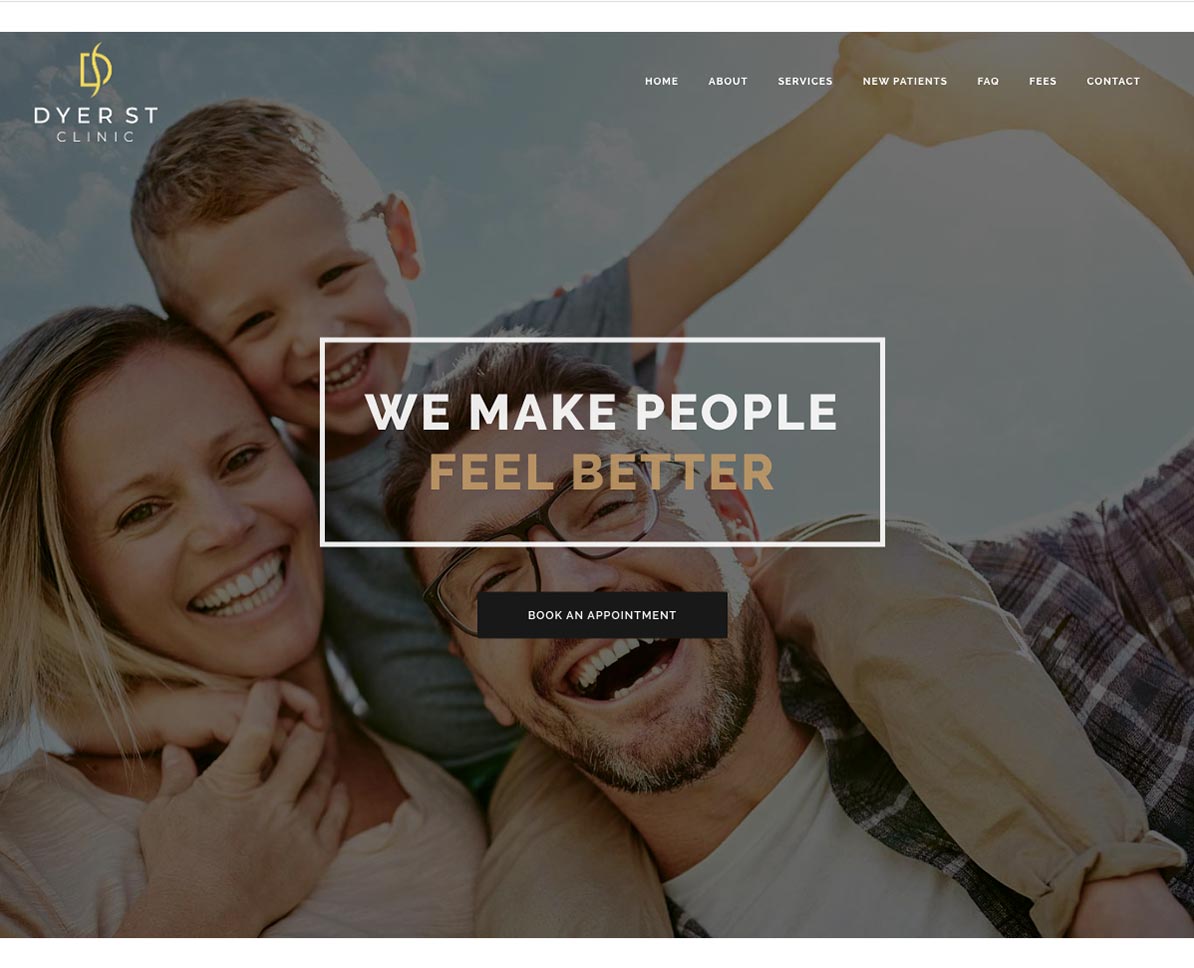 DYER ST
CLINIC
HOME ABOUT SERVICES NEW PATIENTS FAQ FEES CONTACT
WE MAKE PEOPLE
FEEL BETTER
BOOK AN APPOINTMENT